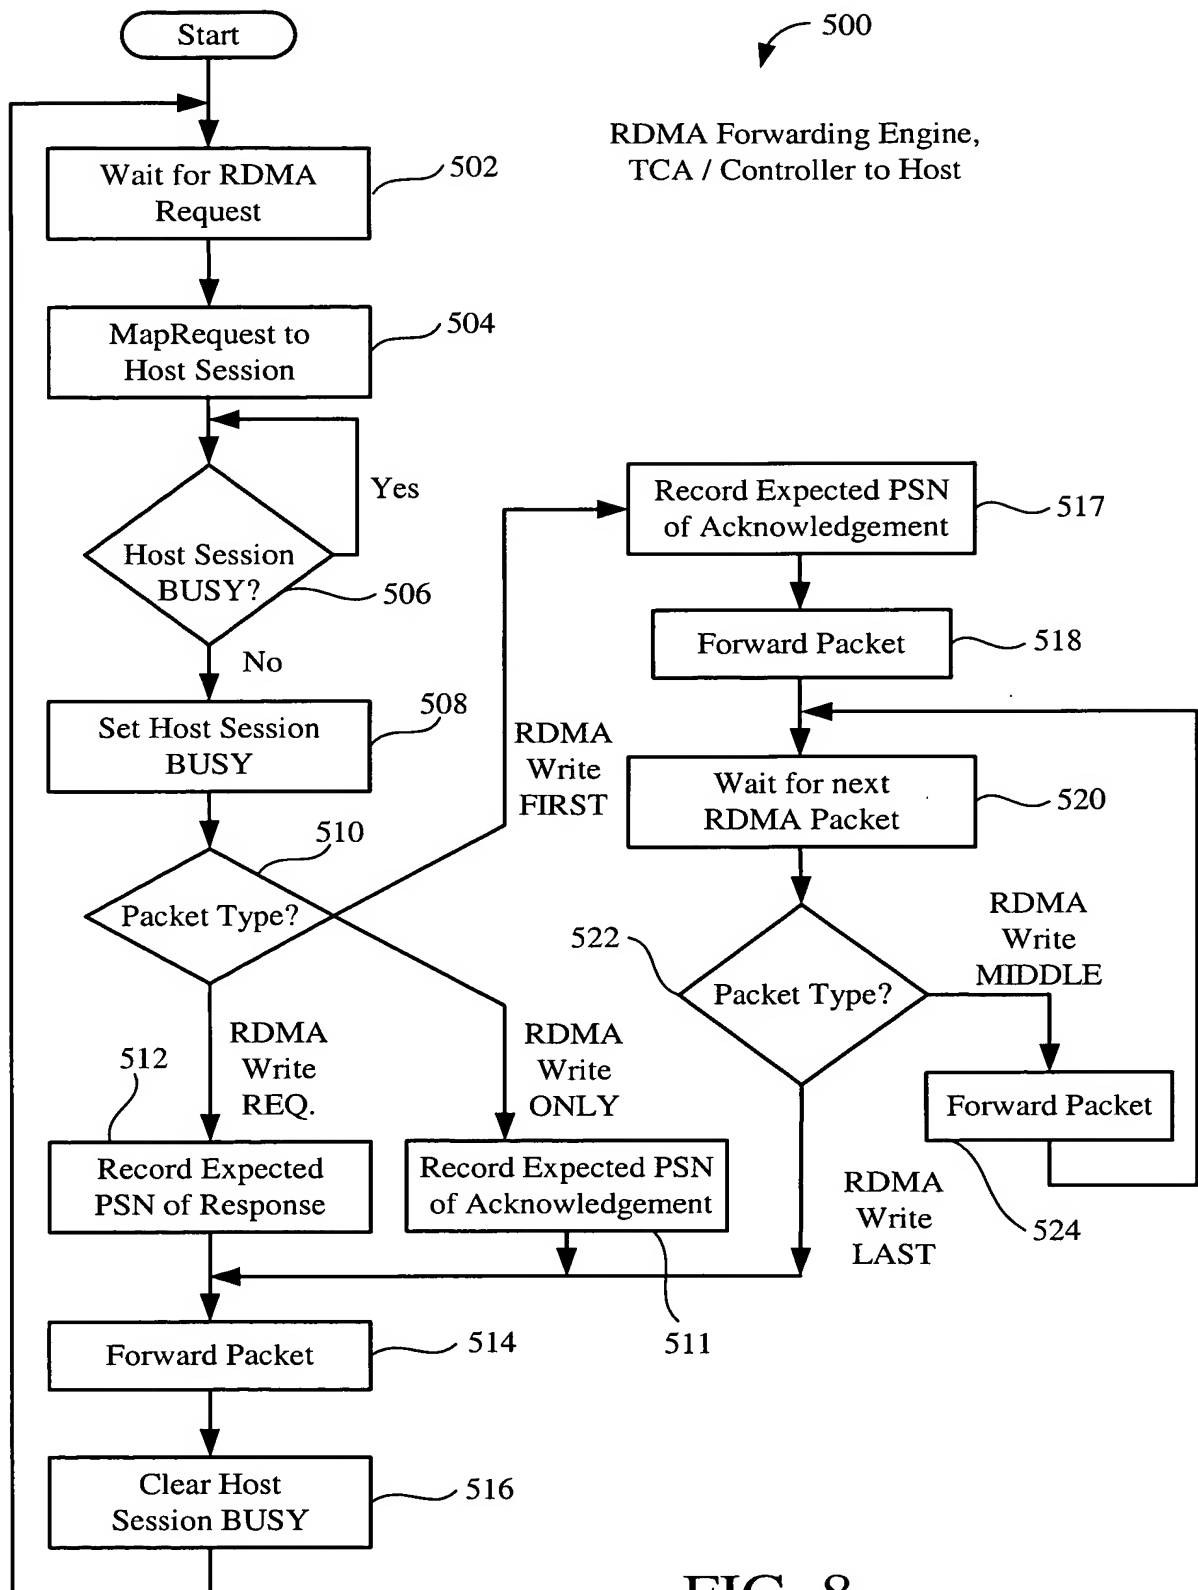 Start
500
RDMA Forwarding Engine,
TCA / Controller to Host
Wait for RDMA
Request
502
MapRequest to
Host Session
504
Yes
Host Session
BUSY?
506
No
Set Host Session
BUSY
508
510
Packet Type?
RDMA
Write
FIRST
Record Expected PSN
of Acknowledgement
517
Forward Packet
518
Wait for next
RDMA Packet
520
522
Packet Type?
RDMA
Write
MIDDLE
Forward Packet
524
RDMA
Write
LAST
512
RDMA
Write
REQ.
RDMA
Write
ONLY
Record Expected
PSN of Response
Record Expected PSN
of Acknowledgement
511
Forward Packet
514
Clear Host
Session BUSY
516
FIG. 8